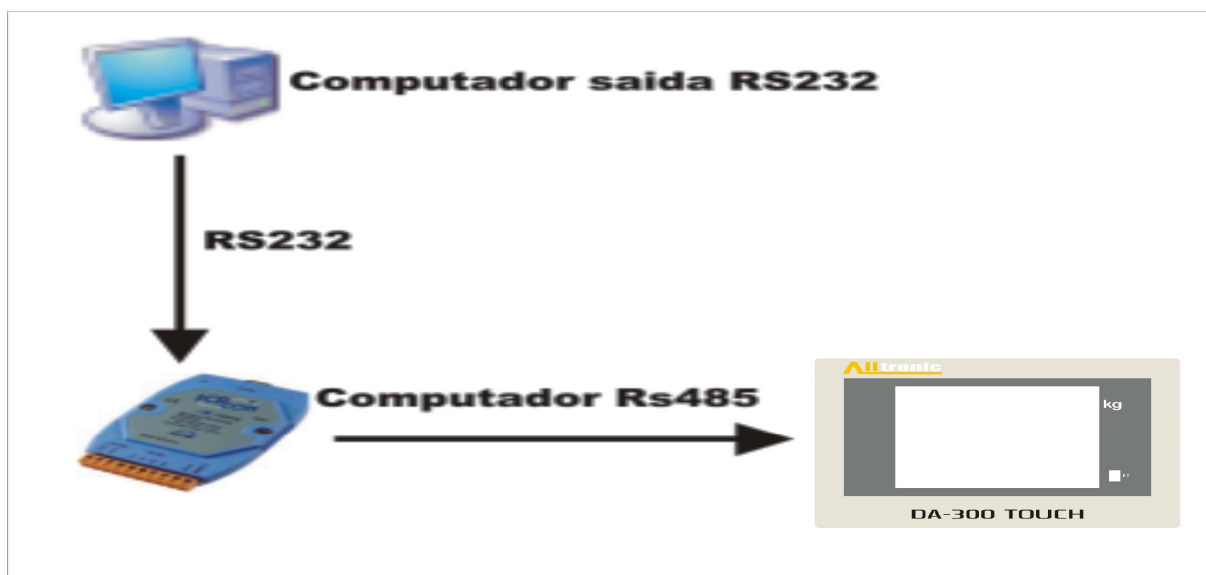 Computador saida RS232
RS232
Computador Rs485
Alltronic
kg
DA-300 TOUCH